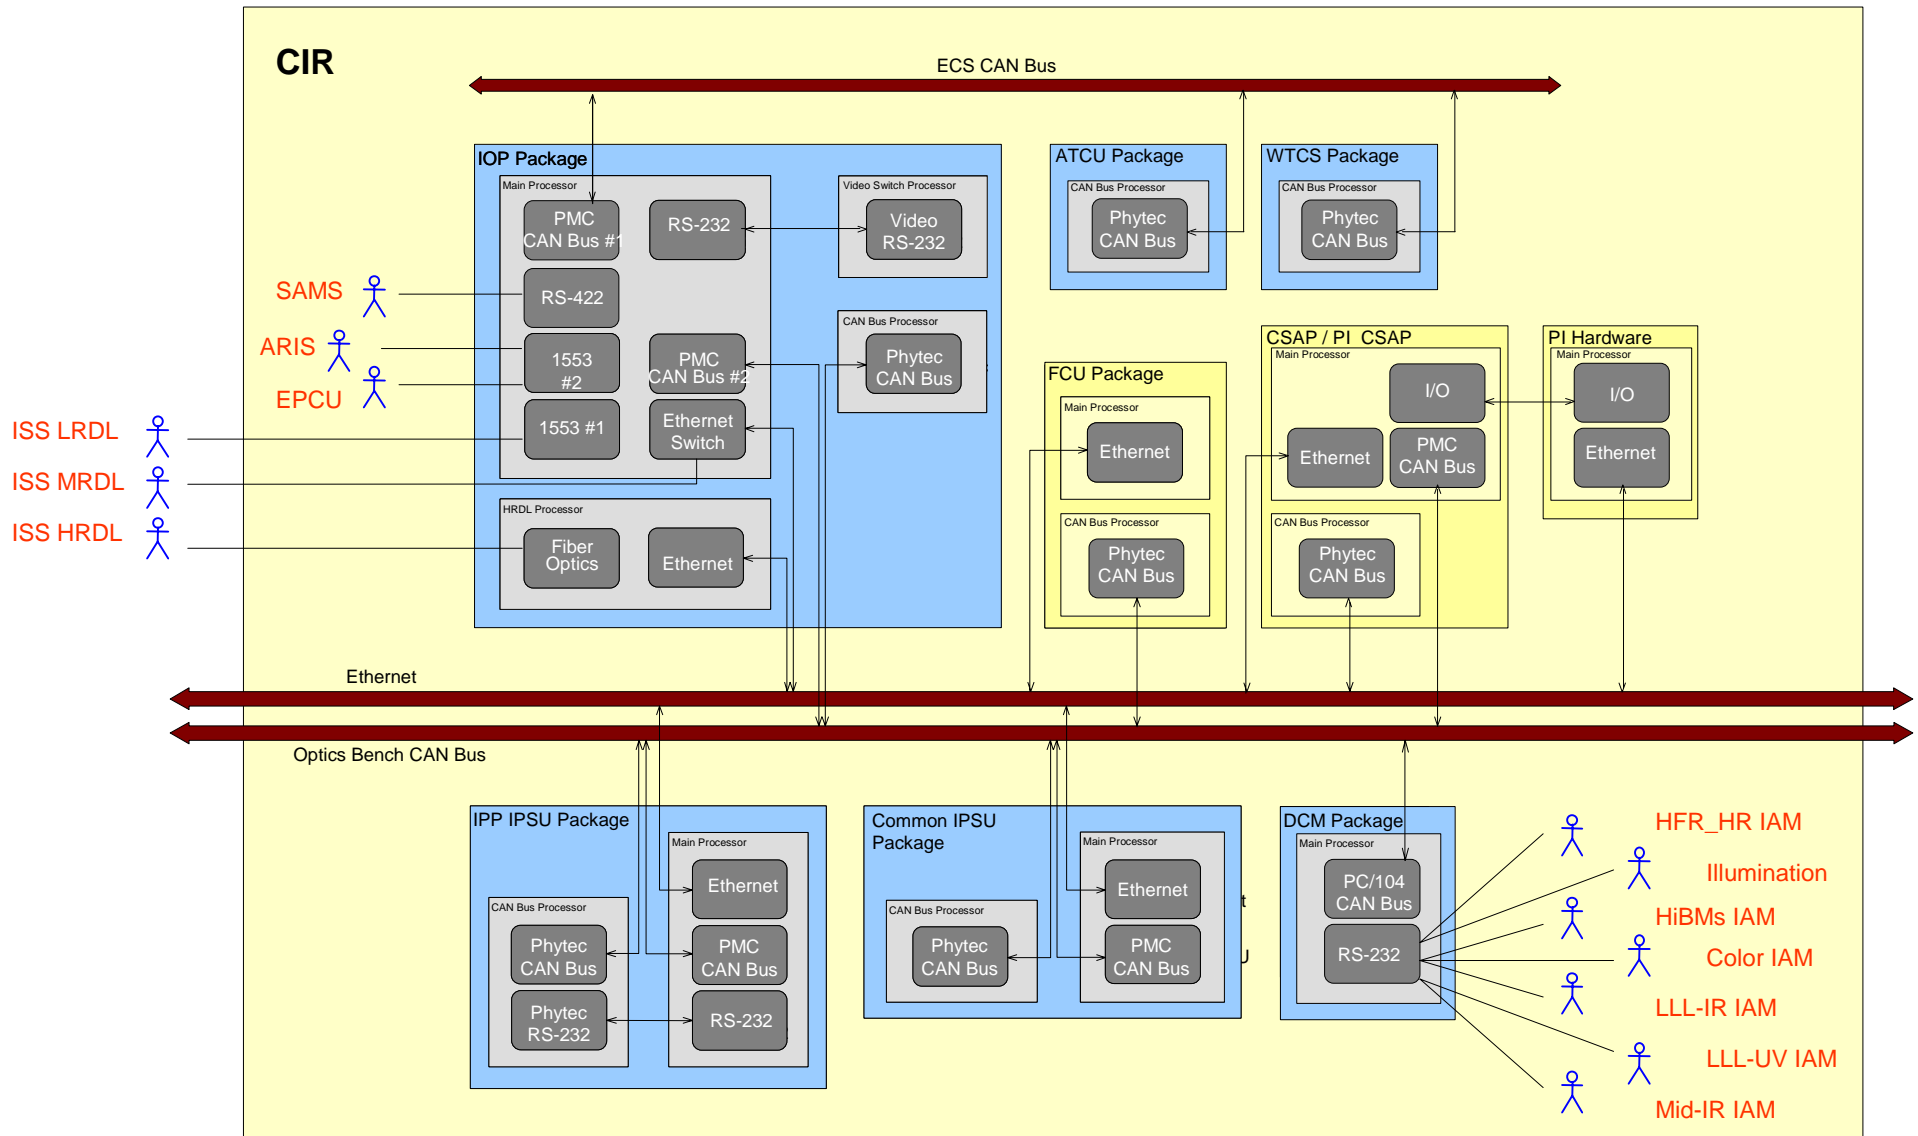 CIR
ECS CAN Bus
IOP Package
Main Processor
PMC
CAN Bus #1
RS-232
Video Switch Processor
Video
RS-232
RS-422
1553
#2
PMC
CAN Bus #2
CAN Bus Processor
Phytec
CAN Bus
1553 #1
Ethernet
Switch
HRDL Processor
Fiber
Optics
Ethernet
ATCU Package
CAN Bus Processor
Phytec
CAN Bus
WTCS Package
CAN Bus Processor
Phytec
CAN Bus
SAMS
ARIS
EPCU
ISS LRDL
ISS MRDL
ISS HRDL
FCU Package
Main Processor
Ethernet
CAN Bus Processor
Phytec
CAN Bus
CSAP / PI CSAP
Main Processor
I/O
Ethernet
PMC
CAN Bus
CAN Bus Processor
Phytec
CAN Bus
PI Hardware
Main Processor
I/O
Ethernet
Ethernet
Optics Bench CAN Bus
IPP IPSU Package
Main Processor
Ethernet
CAN Bus Processor
Phytec
CAN Bus
PMC
CAN Bus
Phytec
RS-232
RS-232
Common IPSU
Package
Main Processor
Ethernet
CAN Bus Processor
Phytec
CAN Bus
PMC
CAN Bus
DCM Package
Main Processor
PC/104
CAN Bus
RS-232
HFR_HR IAM
Illumination
HiBMs IAM
Color IAM
LLL-IR IAM
LLL-UV IAM
Mid-IR IAM